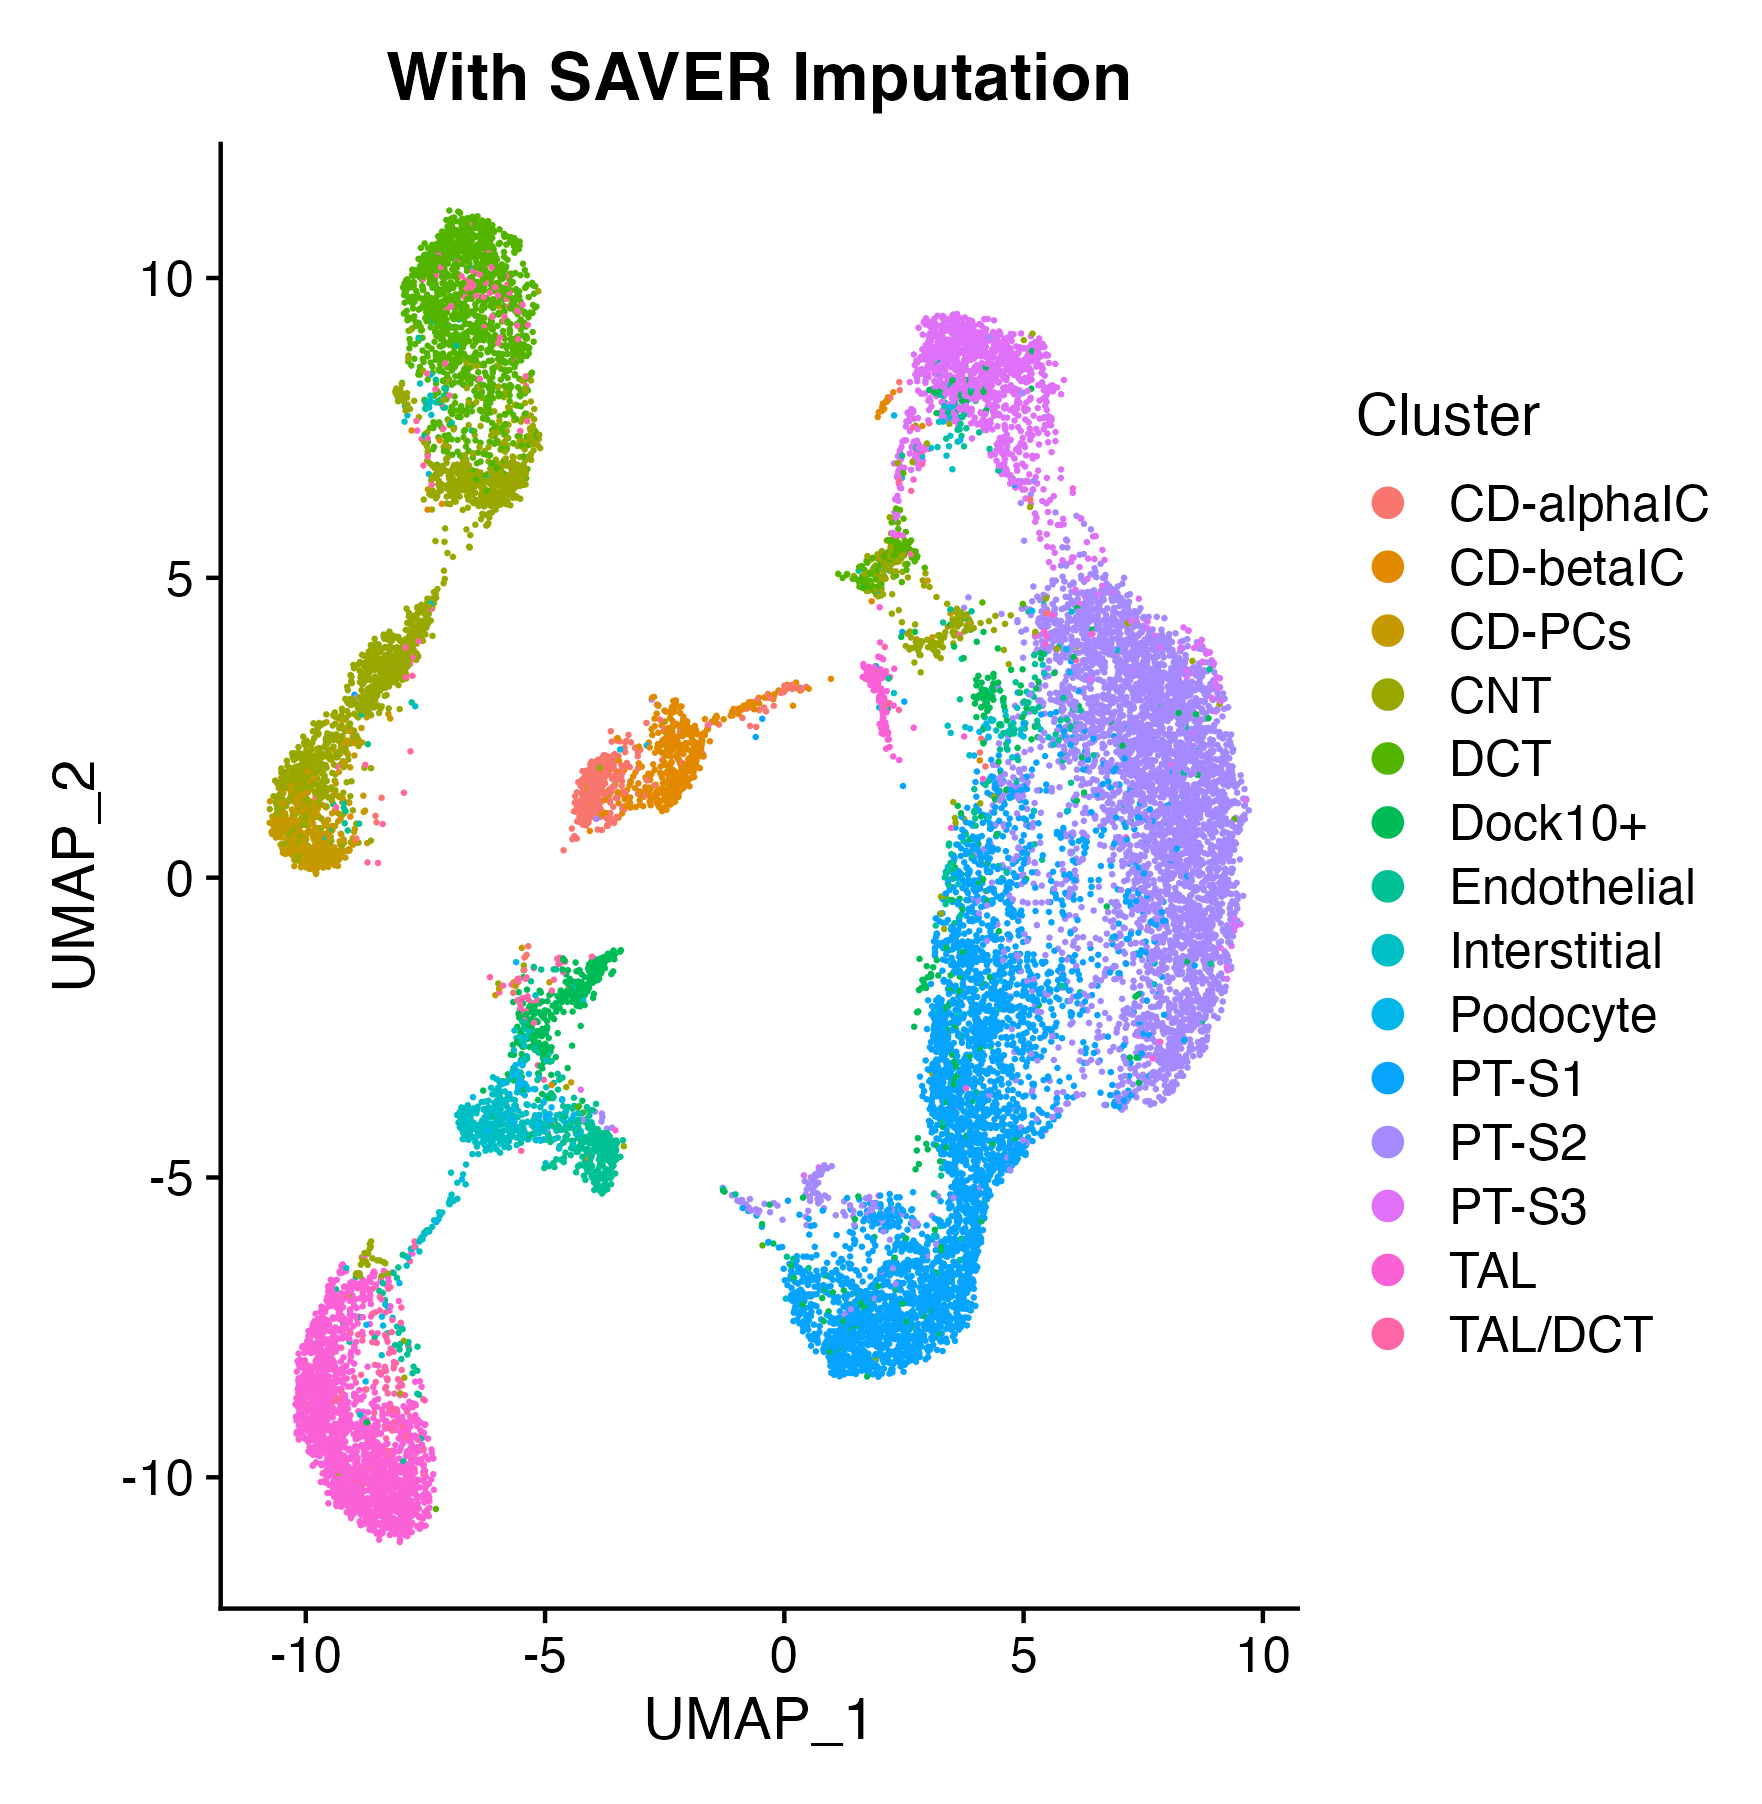 With SAVER Imputation
10
5
0
-5
-10
UMAP_2
-10
-5
0
5
10
UMAP_1
Cluster
CD-alphaIC
CD-betaIC
CD-PCs
CNT
DCT
Dock10+
Endothelial
Interstitial
Podocyte
PT-S1
PT-S2
PT-S3
TAL
TAL/DCT